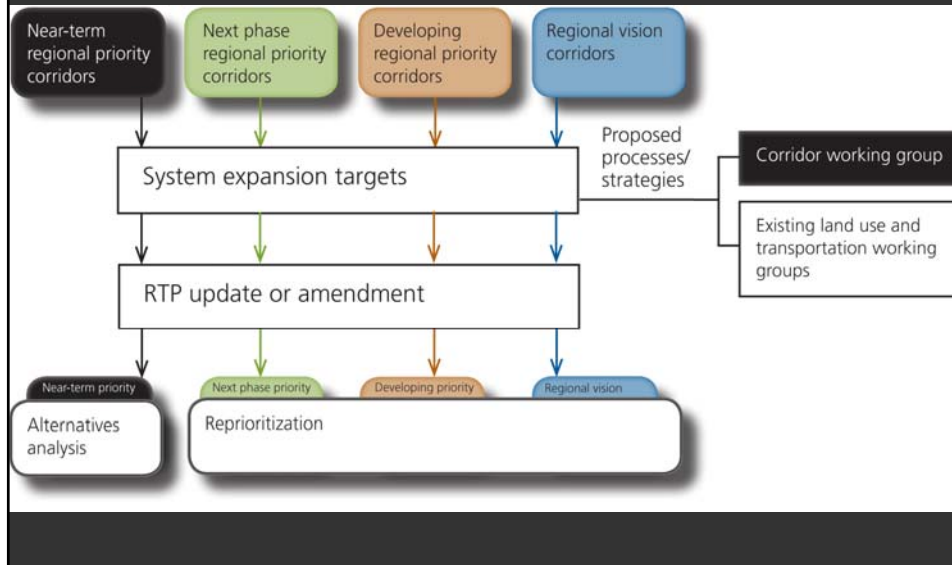 Near-term
regional priority
corridors
Next phase
regional priority
corridors
Developing
regional priority
corridors
Regional vision
corridors
System expansion targets
Proposed
processes/
strategies
Corridor working group
Existing land use and
transportation working
groups
RTP update or amendment
Near-term priority
Alternatives
analysis
Next phase priority
Developing priority
Regional vision
Reprioritization